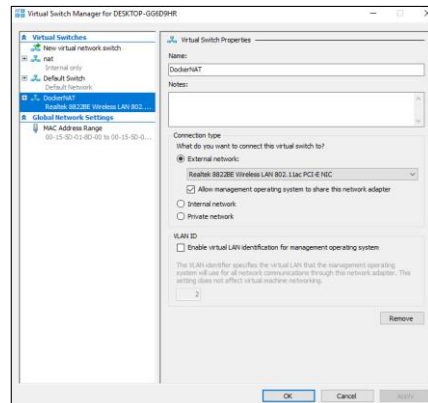 Virtual Switch Manager for DESKTOP-GG6D9HR
Virtual Switches
New virtual network switch
nat
Internal only
Default Switch
Default Network
DockerNAT
Realtek 8822BE Wireless LAN 802....
Global Network Settings
MAC Address Range
00-15-5D-01-8D-00 to 00-15-5D-0...
Virtual Switch Properties
Name:
DockerNAT
Notes:
Connection type
What do you want to connect this virtual switch to?
External network:
Realtek 8822BE Wireless LAN 802.11ac PCI-E NIC
Allow management operating system to share this network adapter
Internal network
Private network
VLAN ID
Enable virtual LAN identification for management operating system
The VLAN identifier specifies the virtual LAN that the management operating
system will use for all network communications through this network adapter. This
setting does not affect virtual machine networking.
2
Remove
OK
Cancel
Apply